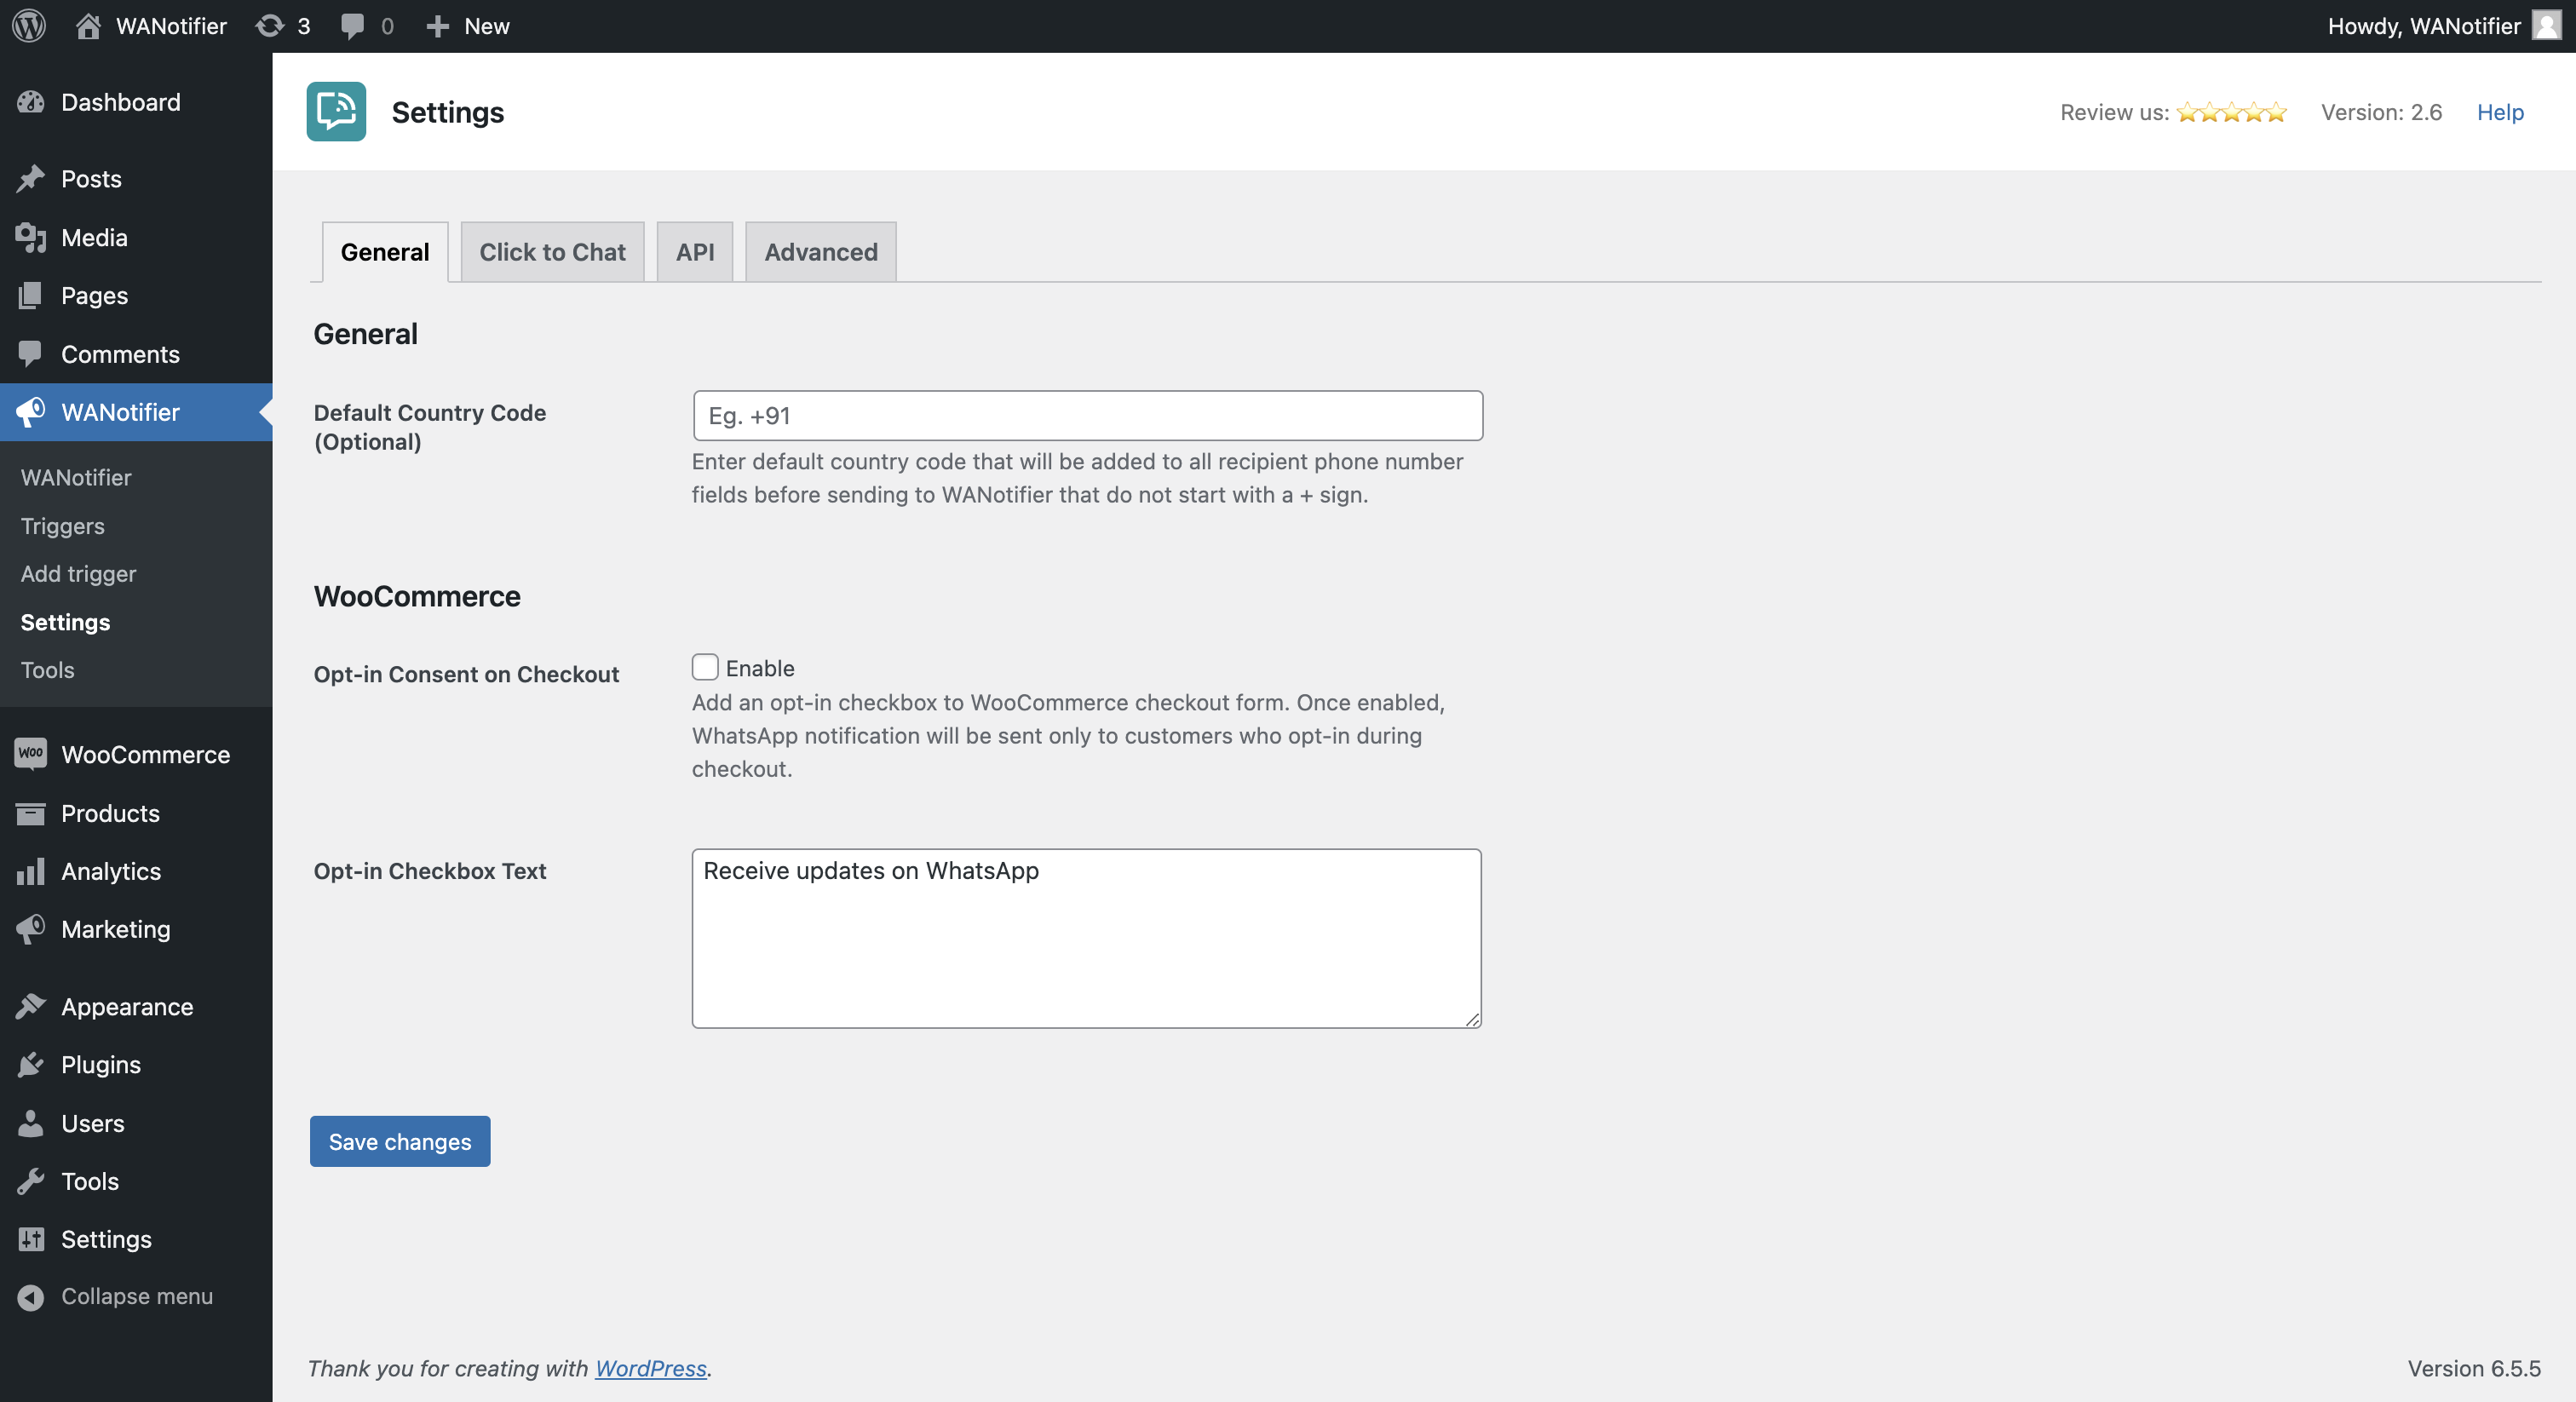 WANotifier 3 0 New Howdy, WANotifier
Dashboard
Posts
Media
Pages
Comments
WANotifier
WANotifier
Triggers
Add trigger
Settings
Tools
Woo WooCommerce
Products
Analytics
Marketing
Appearance
Plugins
Users
Tools
Settings
Collapse menu
Settings
Review us: Version: 2.6 Help
General Click to Chat API Advanced
General
Default Country Code
(Optional)
Eg. +91
Enter default country code that will be added to all recipient phone number
fields before sending to WANotifier that do not start with a + sign.
WooCommerce
Opt-in Consent on Checkout
Enable
Add an opt-in checkbox to WooCommerce checkout form. Once enabled,
WhatsApp notification will be sent only to customers who opt-in during
checkout.
Opt-in Checkbox Text
Receive updates on WhatsApp
Save changes
Thank you for creating with WordPress.
Version 6.5.5